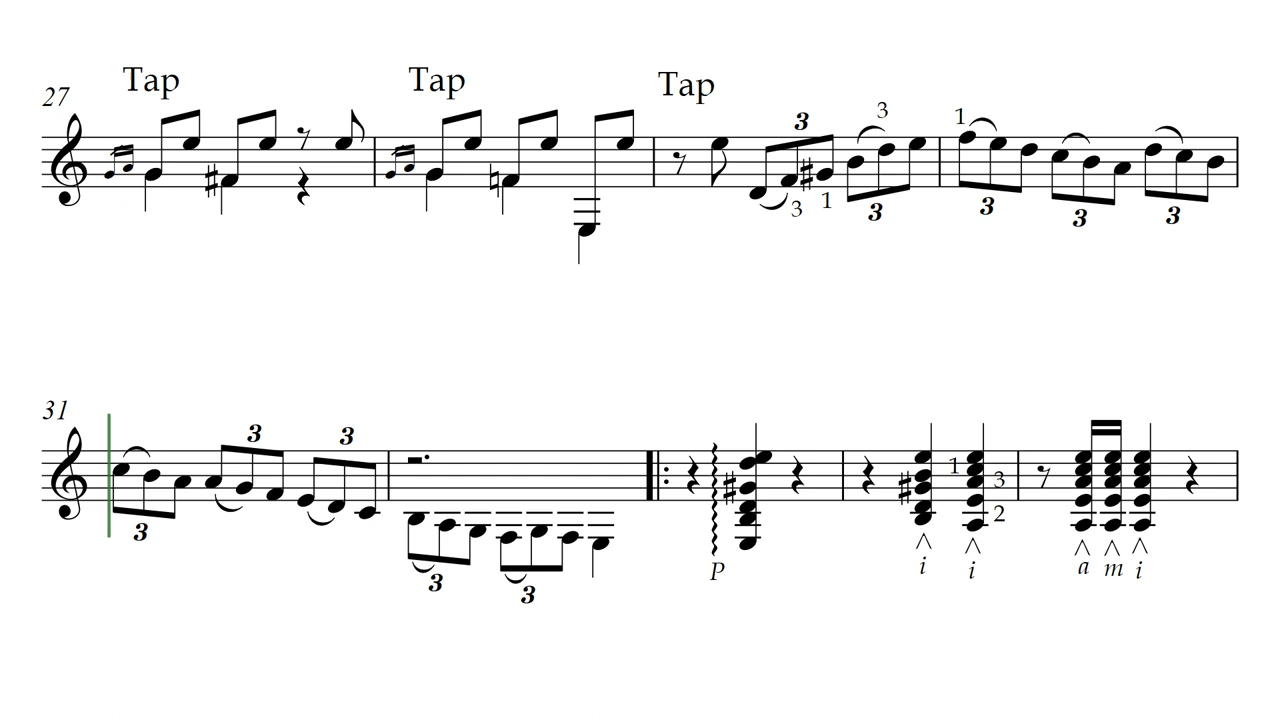 Tap Tap Tap
27
3 3
3 1 3
1
3 3 3
31
3 3 3
3 3
1 3 2
P i i a m i